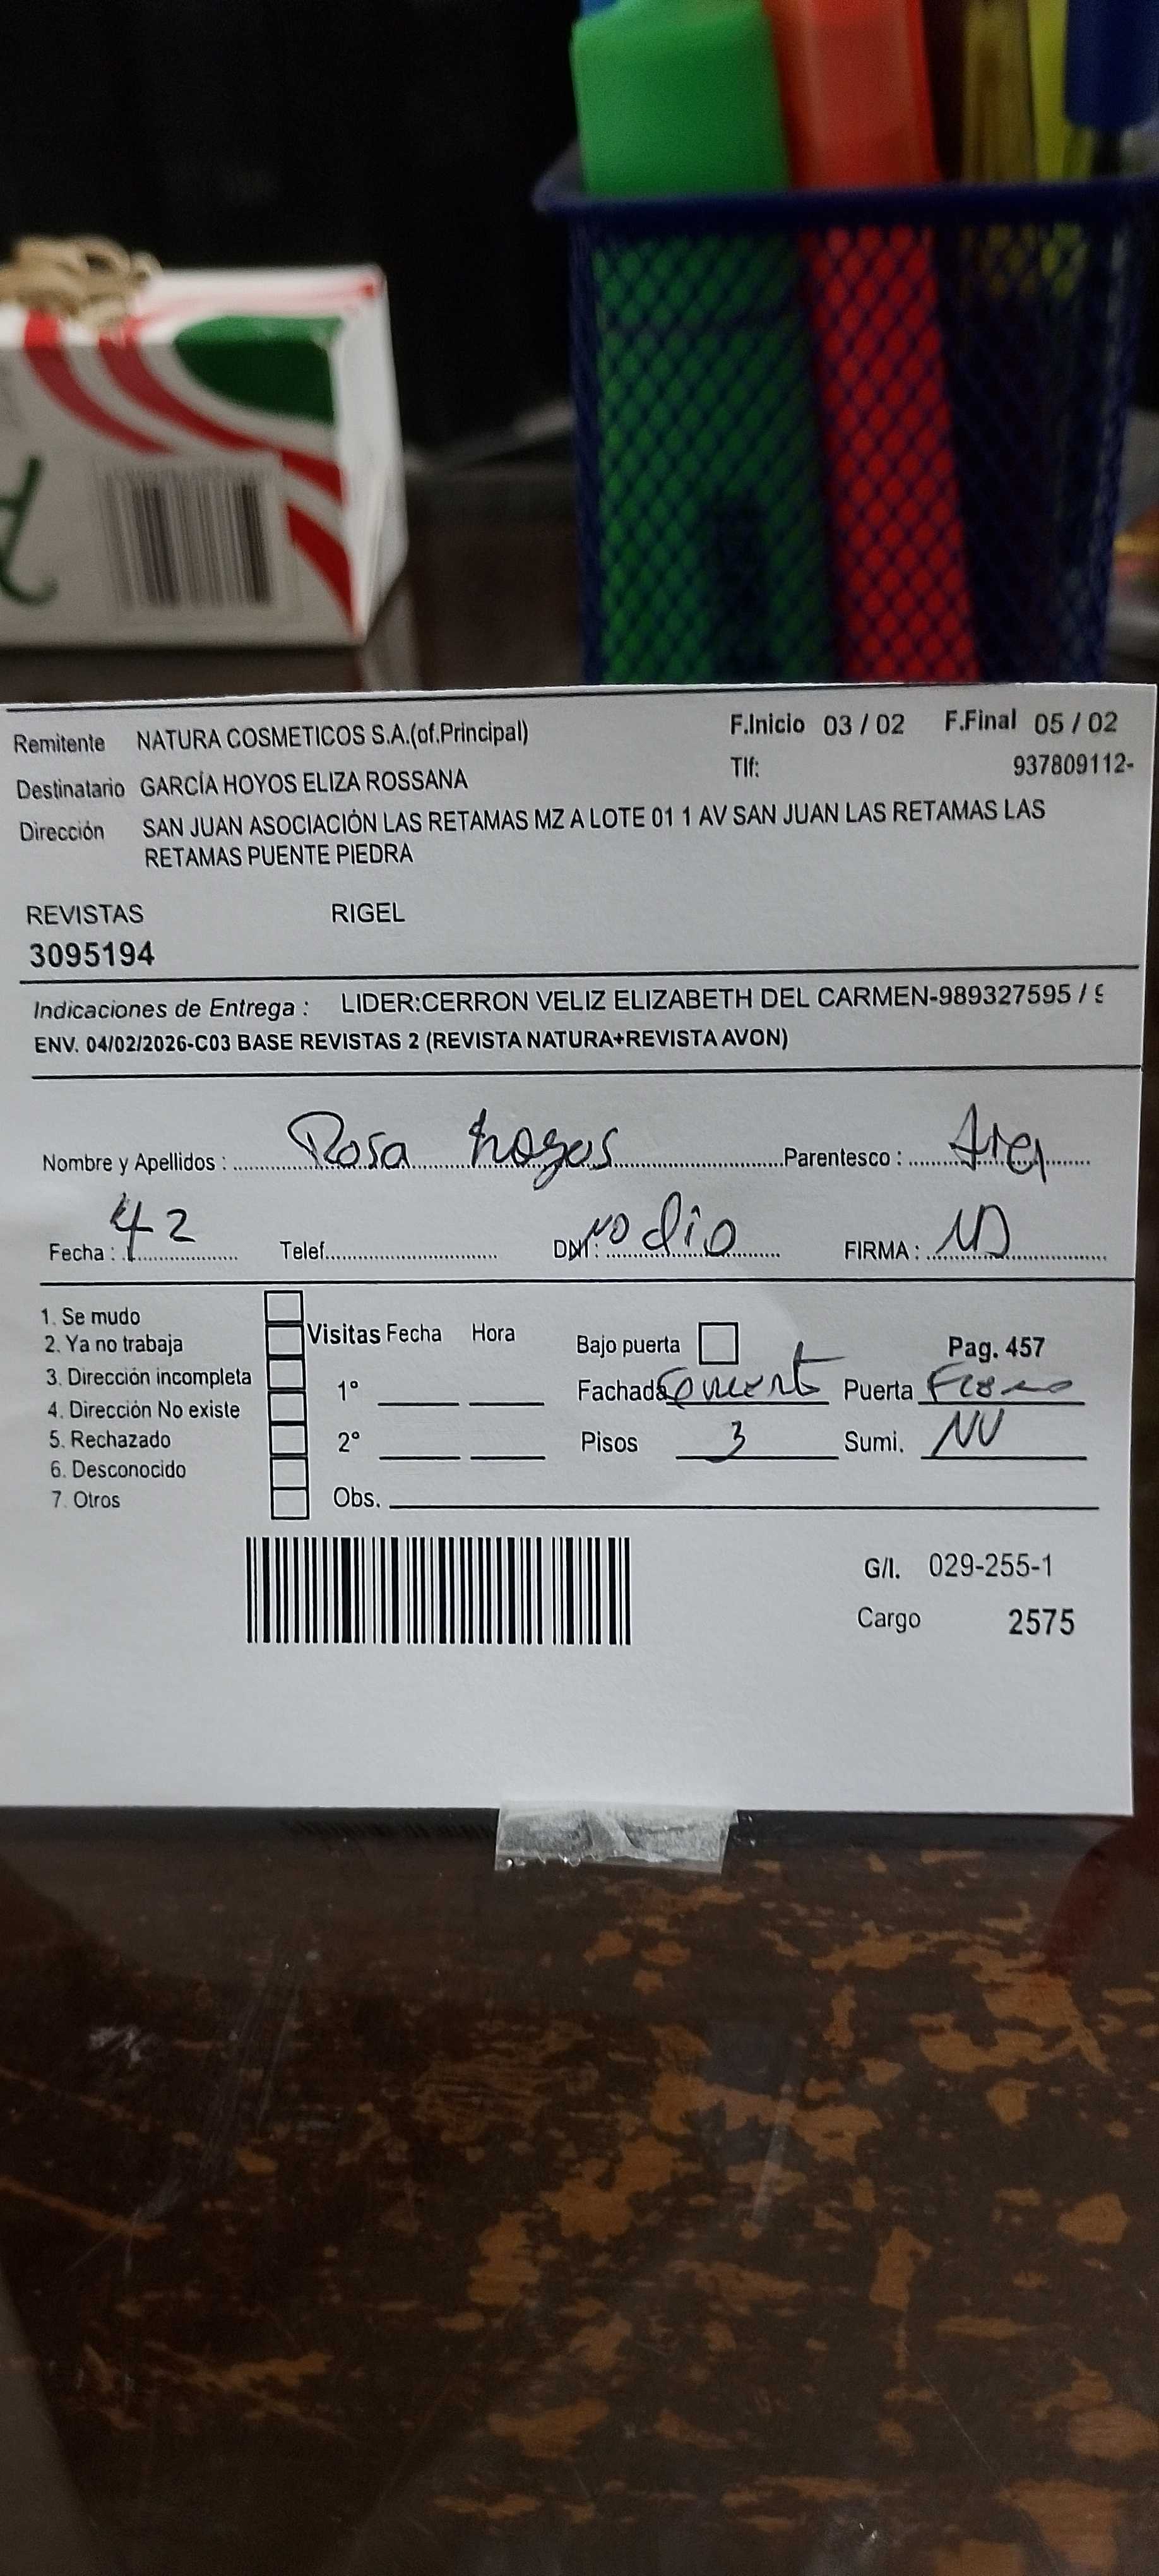 Remitente NATURA COSMETICOS S.A.(of.Principal) F.Inicio 03 / 02 F.Final 05 / 02
Destinatario GARCÍA HOYOS ELIZA ROSSANA Tlf: 937809112-
Dirección SAN JUAN ASOCIACIÓN LAS RETAMAS MZ A LOTE 01 1 AV SAN JUAN LAS RETAMAS LAS
RETAMAS PUENTE PIEDRA
REVISTAS RIGEL
3095194
Indicaciones de Entrega : LIDER:CERRON VELIZ ELIZABETH DEL CARMEN-989327595 /
ENV. 04/02/2026-C03 BASE REVISTAS 2 (REVISTA NATURA+REVISTA AVON)
Nombre y Apellidos : Rosa hoyos Parentesco :
Fecha : 4 2 Telef. DNI: no dio FIRMA :
1. Se mudo
2. Ya no trabaja Visitas Fecha Hora Bajo puerta Pag. 457
3. Dirección incompleta 1° Fachada Puerta
4. Dirección No existe
5. Rechazado 2° Pisos 3 Sumi.
6. Desconocido
7. Otros Obs.
G/I. 029-255-1
Cargo 2575